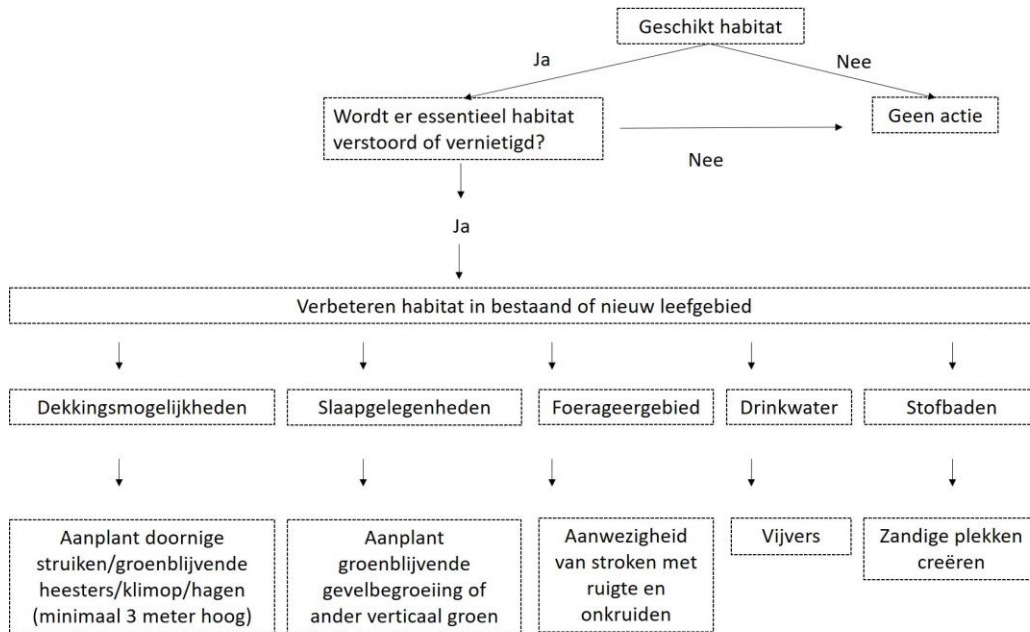 Geschikt habitat
Ja
Nee
Wordt er essentieel habitat
verstoord of vernietigd?
Geen actie
Nee
Ja
Verbeteren habitat in bestaand of nieuw leefgebied
Dekkingsmogelijkheden
Slaapgelegenheden
Foerageergebied
Drinkwater
Stofbaden
Aanplant doornige
struiken/groenblijvende
heesters/klimop/hagen
(minimaal 3 meter hoog)
Aanplant
groenblijvende
gevelbegroeiing of
ander verticaal groen
Aanwezigheid
van stroken met
ruigte en
onkruiden
Vijvers
Zandige plekken
creëren